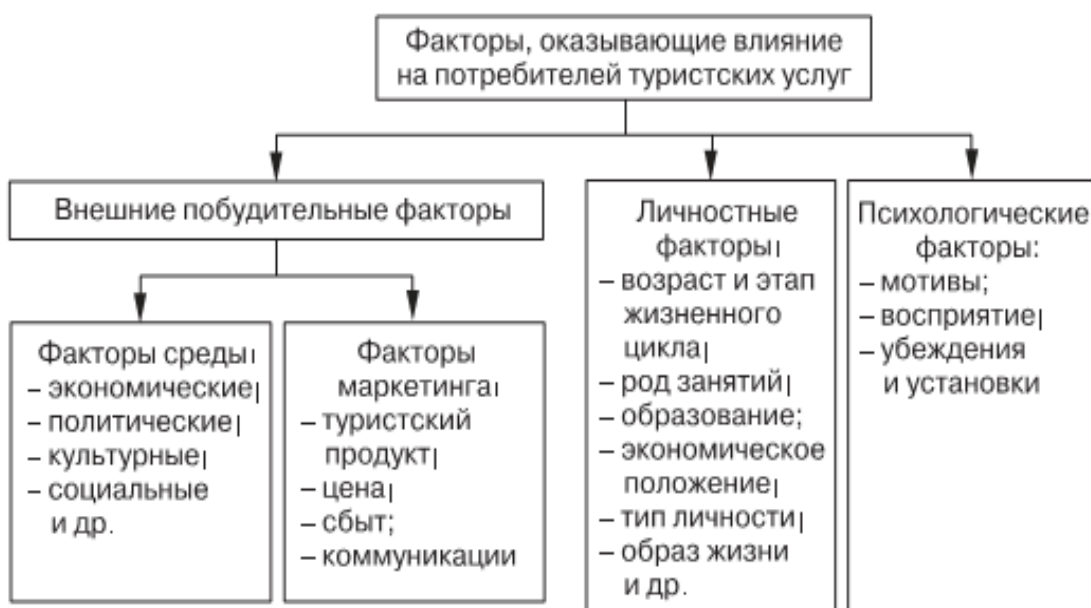 Факторы, оказывающие влияние
на потребителей туристских услуг
Внешние побудительные факторы
Факторы среды|
– экономические|
– политические|
– культурные|
– социальные
и др.
Факторы
маркетинга|
– туристский
продукт|
– цена|
– сбыт;
– коммуникации
Личностные
факторы|
– возраст и этап
жизненного
цикла|
– род занятий|
– образование;
– экономическое
положение|
– тип личности|
– образ жизни
и др.
Психологические
факторы:
– мотивы;
– восприятие|
– убеждения
и установки